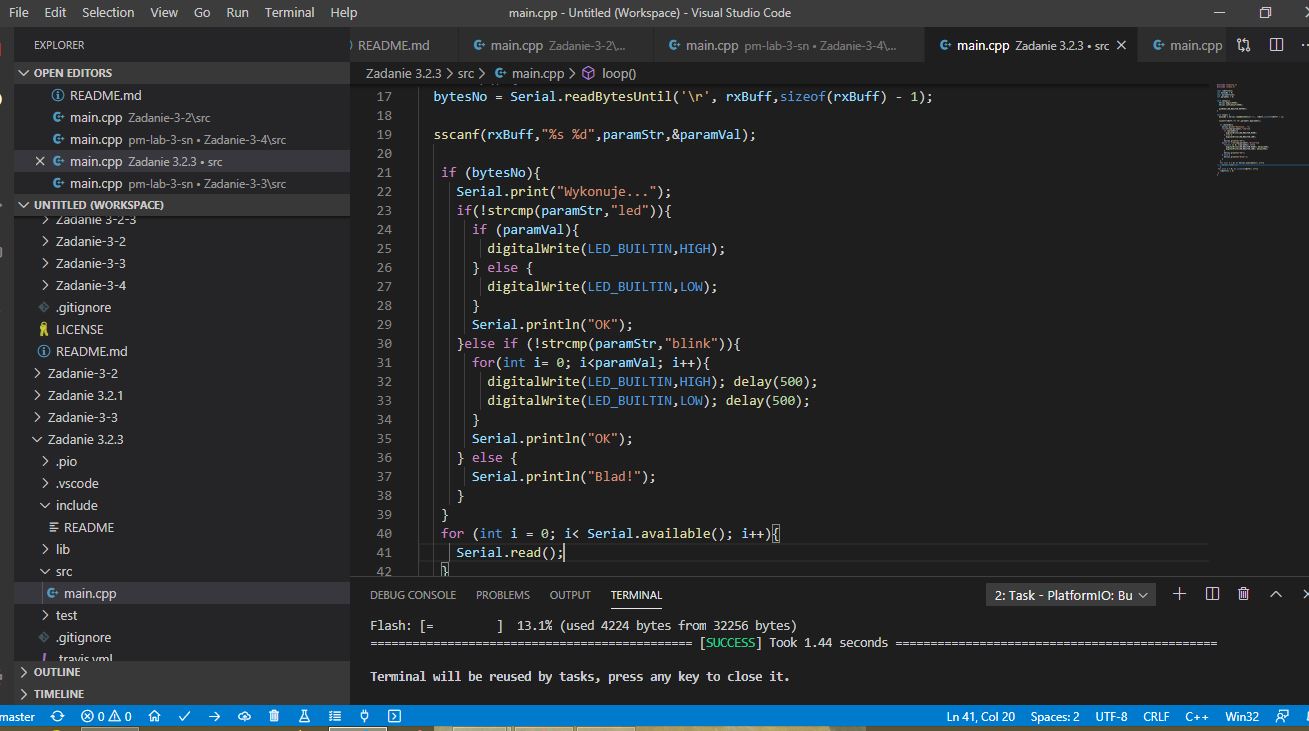 File Edit Selection View Go Run Terminal Help main.cpp - Untitled (Workspace) - Visual Studio Code
EXPLORER
README.md main.cpp Zadanie-3-2\... main.cpp pm-lab-3-sn • Zadanie-3-4\... main.cpp Zadanie 3.2.3 • src main.cpp
OPEN EDITORS
README.md
main.cpp Zadanie-3-2\src
main.cpp pm-lab-3-sn • Zadanie-3-4\src
main.cpp Zadanie 3.2.3 • src
main.cpp pm-lab-3-sn • Zadanie-3-3\src
UNTITLED (WORKSPACE)
Zadanie 3-2-3
Zadanie-3-2
Zadanie-3-3
Zadanie-3-4
.gitignore
LICENSE
README.md
Zadanie-3-2
Zadanie 3.2.1
Zadanie-3-3
Zadanie 3.2.3
.pio
.vscode
include
README
lib
src
main.cpp
test
.gitignore
.travis.yml
OUTLINE
TIMELINE
Zadanie 3.2.3 > src > main.cpp > loop()
17 bytesNo = Serial.readBytesUntil('\r', rxBuff,sizeof(rxBuff) - 1);
18
19 sscanf(rxBuff,"%s %d",paramStr,&paramVal);
20
21 if (bytesNo){
22 Serial.print("Wykonuje...");
23 if(!strcmp(paramStr,"led")){
24 if (paramVal){
25 digitalWrite(LED_BUILTIN,HIGH);
26 } else {
27 digitalWrite(LED_BUILTIN,LOW);
28 }
29 Serial.println("OK");
30 }else if (!strcmp(paramStr,"blink")){
31 for(int i= 0; i<paramVal; i++){
32 digitalWrite(LED_BUILTIN,HIGH); delay(500);
33 digitalWrite(LED_BUILTIN,LOW); delay(500);
34 }
35 Serial.println("OK");
36 } else {
37 Serial.println("Blad!");
38 }
39 }
40 for (int i = 0; i< Serial.available(); i++){
41 Serial.read();
42 }
DEBUG CONSOLE PROBLEMS OUTPUT TERMINAL 2: Task - PlatformIO: Bu
Flash: [= ] 13.1% (used 4224 bytes from 32256 bytes)
============================================== [SUCCESS] Took 1.44 seconds ==============================================
Terminal will be reused by tasks, press any key to close it.
master 0 0 Ln 41, Col 20 Spaces: 2 UTF-8 CRLF C++ Win32